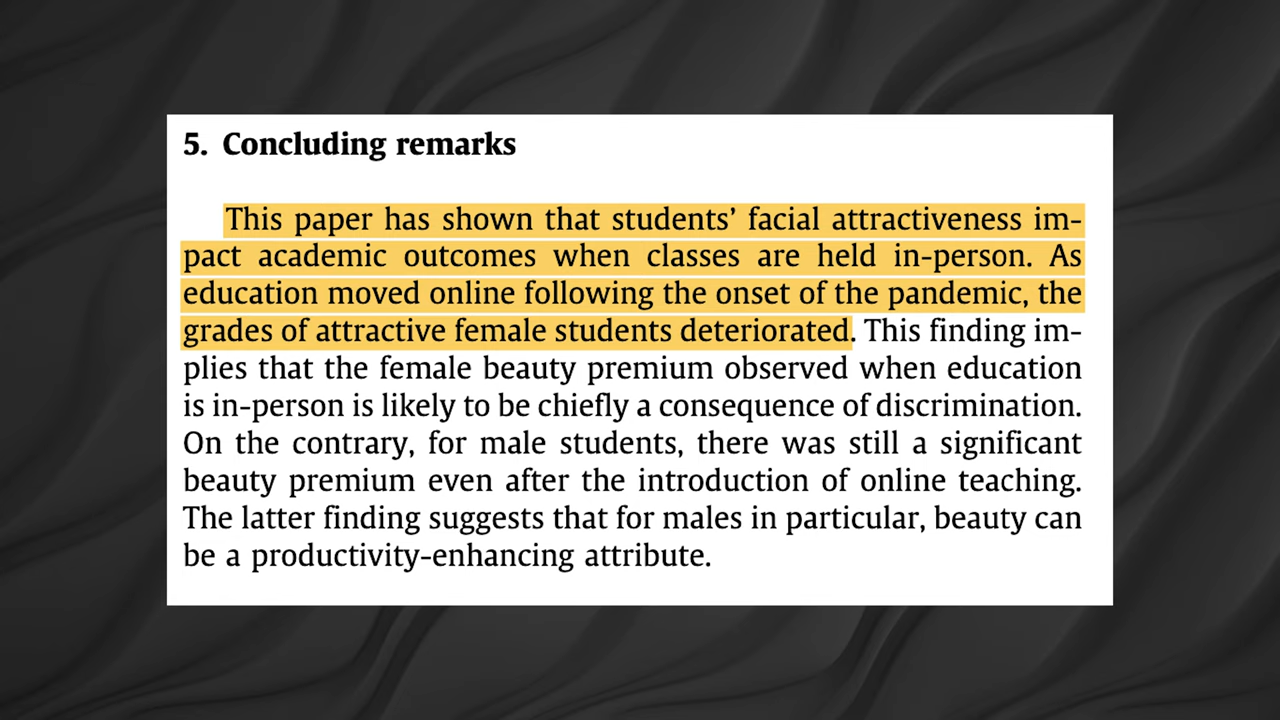 5. Concluding remarks
This paper has shown that students’ facial attractiveness im-
pact academic outcomes when classes are held in-person. As
education moved online following the onset of the pandemic, the
grades of attractive female students deteriorated. This finding im-
plies that the female beauty premium observed when education
is in-person is likely to be chiefly a consequence of discrimination.
On the contrary, for male students, there was still a significant
beauty premium even after the introduction of online teaching.
The latter finding suggests that for males in particular, beauty can
be a productivity-enhancing attribute.